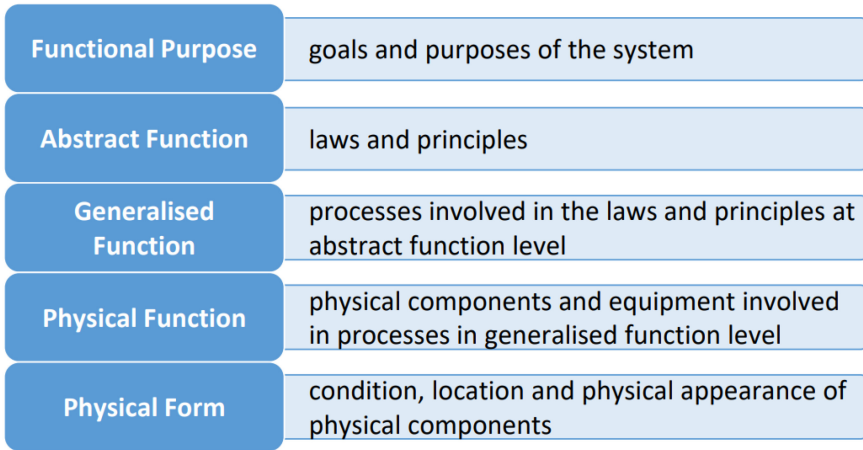 Functional Purpose
goals and purposes of the system
Abstract Function
laws and principles
Generalised
Function
processes involved in the laws and principles at
abstract function level
Physical Function
physical components and equipment involved
in processes in generalised function level
Physical Form
condition, location and physical appearance of
physical components